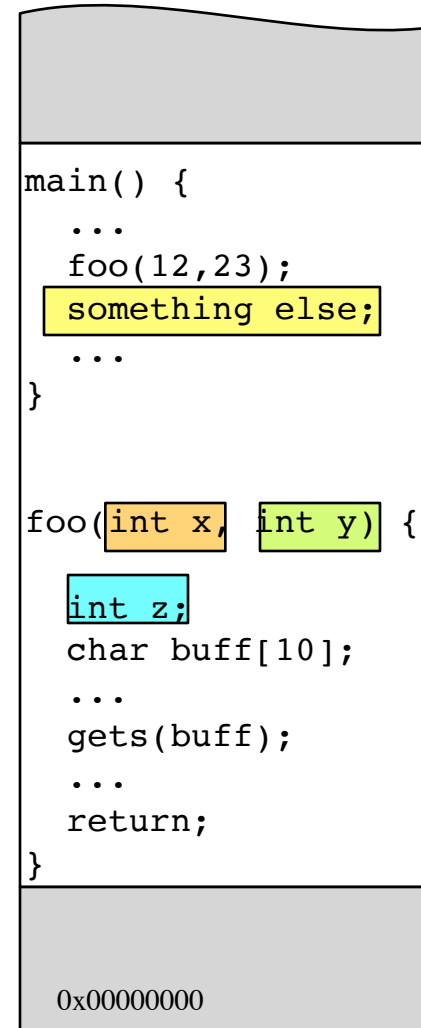 main() {
...
foo(12,23);
something else;
...
}
foo(int x, int y) {
int z;
char buff[10];
...
gets(buff);
...
return;
}
0x00000000